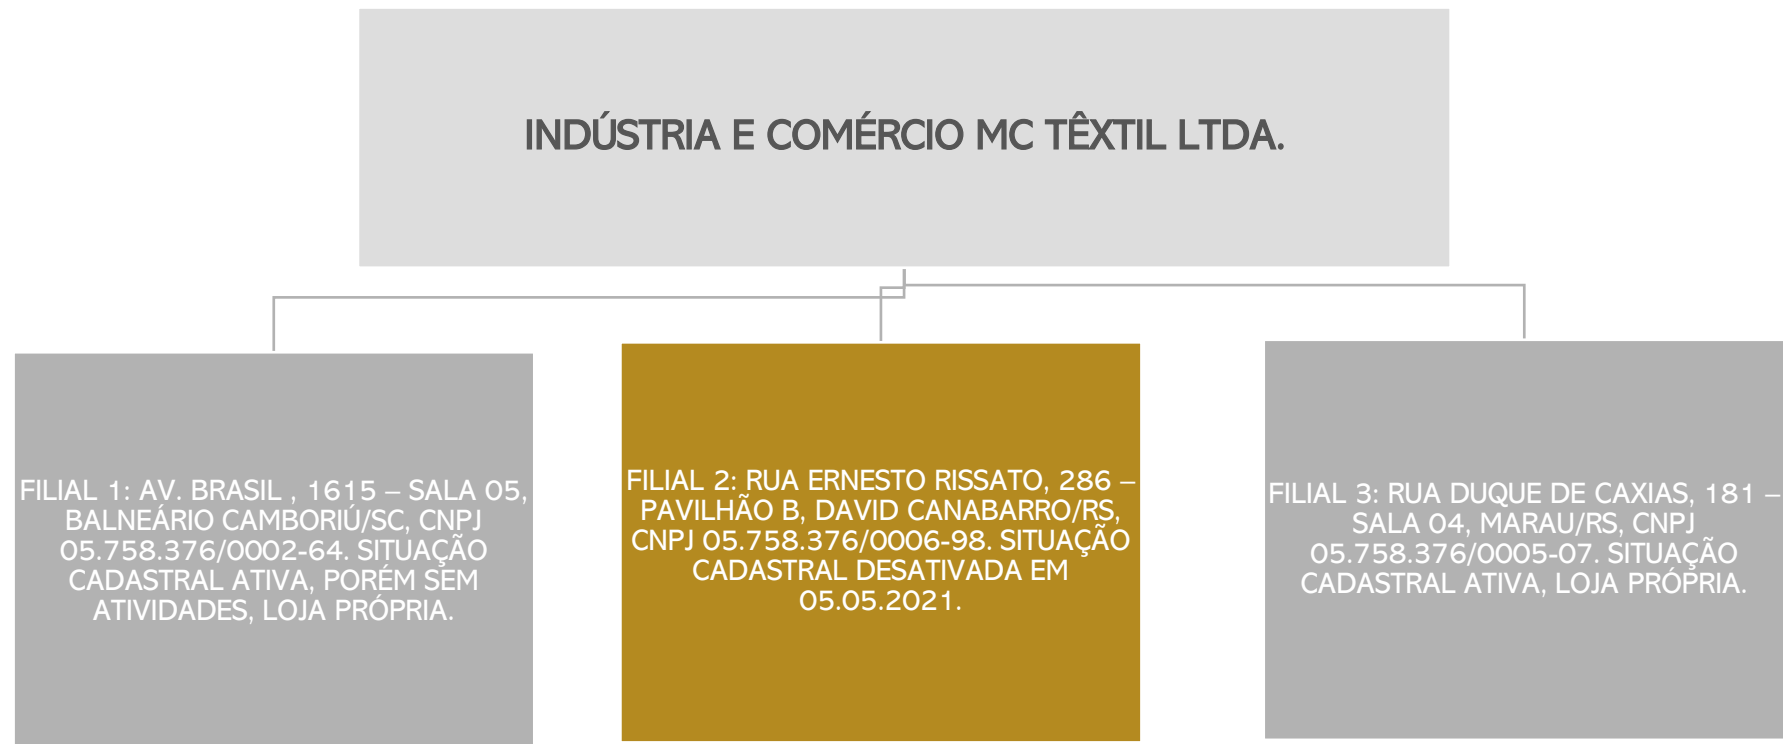 INDÚSTRIA E COMÉRCIO MC TÊXTIL LTDA.
FILIAL 1: AV. BRASIL , 1615 – SALA 05,
BALNEÁRIO CAMBORIÚ/SC, CNPJ
05.758.376/0002-64. SITUAÇÃO
CADASTRAL ATIVA, PORÉM SEM
ATIVIDADES, LOJA PRÓPRIA.
FILIAL 2: RUA ERNESTO RISSATO, 286 –
PAVILHÃO B, DAVID CANABARRO/RS,
CNPJ 05.758.376/0006-98. SITUAÇÃO
CADASTRAL DESATIVADA EM
05.05.2021.
FILIAL 3: RUA DUQUE DE CAXIAS, 181 –
SALA 04, MARAU/RS, CNPJ
05.758.376/0005-07. SITUAÇÃO
CADASTRAL ATIVA, LOJA PRÓPRIA.